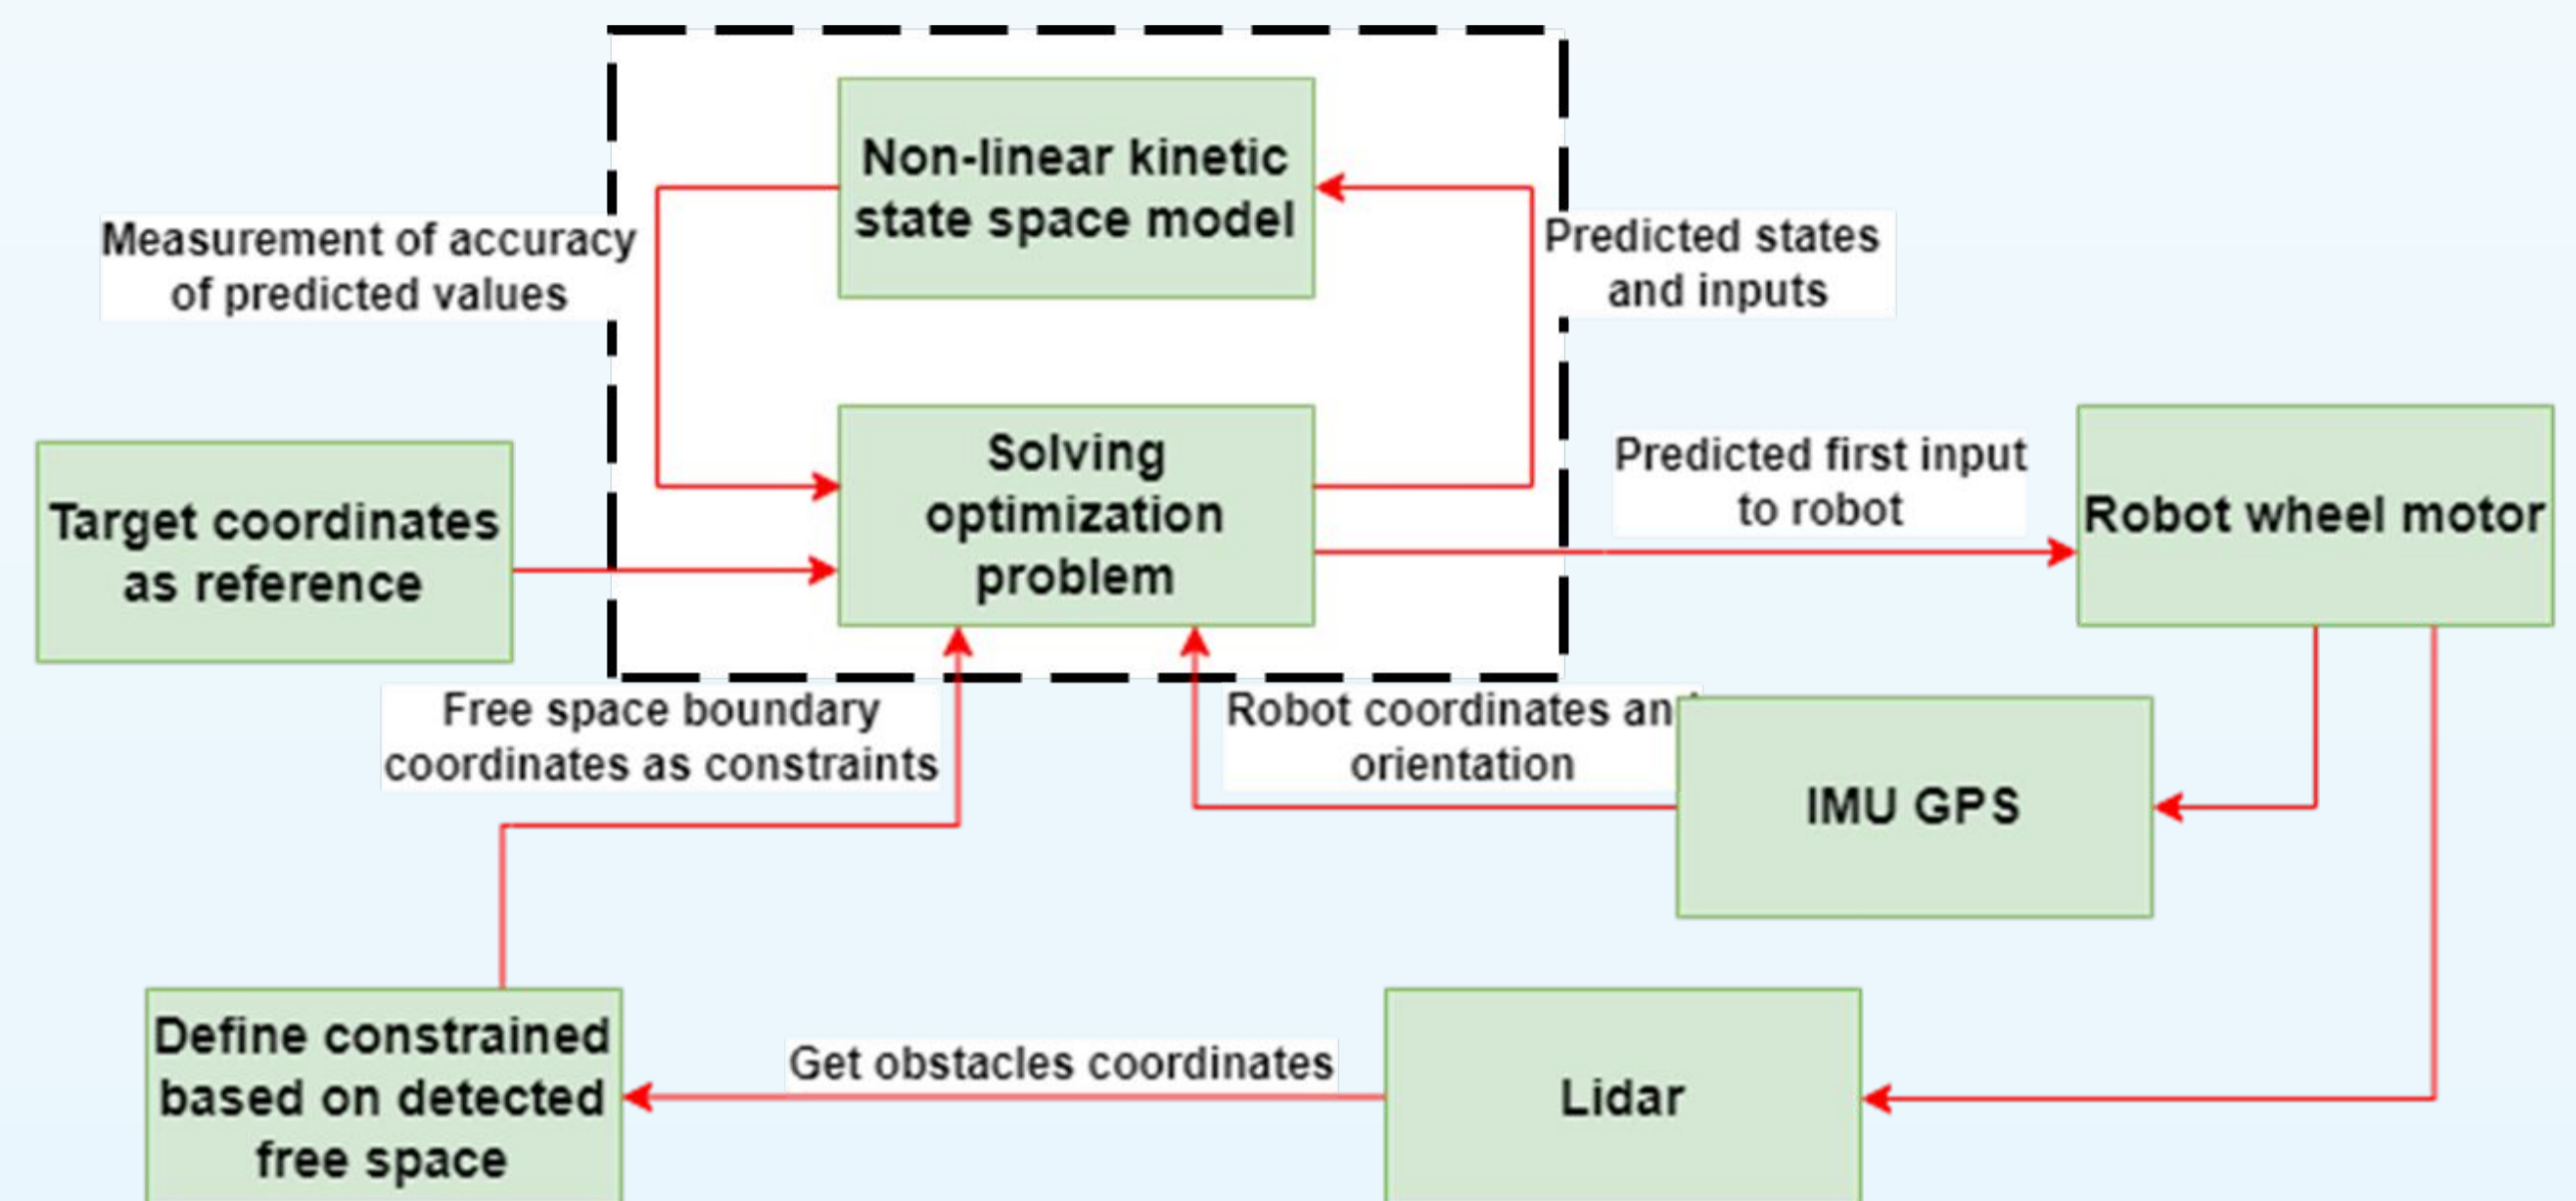 Non-linear kinetic
state space model
Measurement of accuracy
of predicted values
Predicted states
and inputs
Solving
optimization
problem
Target coordinates
as reference
Predicted first input
to robot
Robot wheel motor
Free space boundary
coordinates as constraints
Robot coordinates an
orientation
IMU GPS
Define constrained
based on detected
free space
Get obstacles coordinates
Lidar